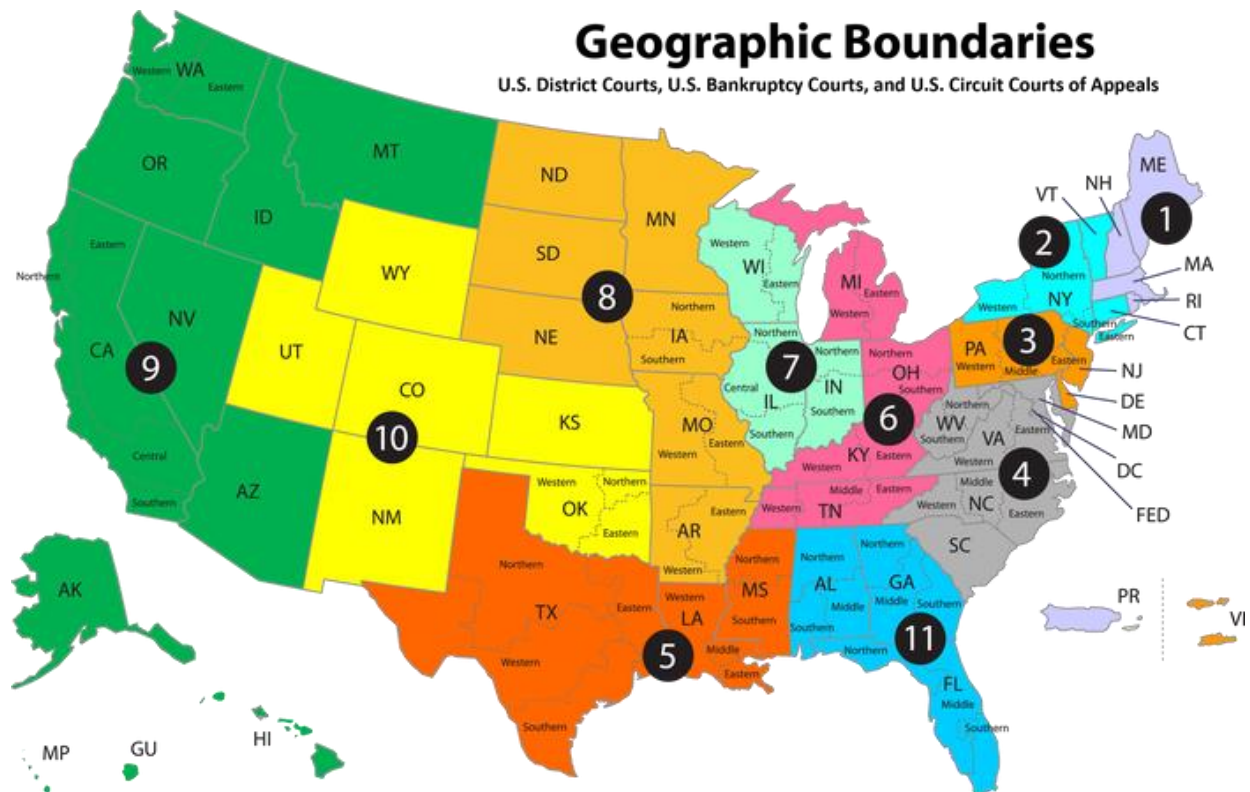 Geographic Boundaries
U.S. District Courts, U.S. Bankruptcy Courts, and U.S. Circuit Courts of Appeals
WA
Western
Eastern
OR
ID
MT
Eastern
Northern
NV
CA
9
Central
Southern
AZ
AK
HI
GU
MP
WY
UT
CO
10
KS
NM
Western
Northern
OK
Eastern
ND
MN
SD
8
NE
Northern
IA
Southern
MO
Western
Eastern
AR
Eastern
Western
Northern
TX
Eastern
Western
Southern
Western
LA
5
Middle
Eastern
Northern
MS
Southern
Western
WI
Eastern
Northern
7
Central
IL
Southern
Northern
IN
Southern
MI
Eastern
Western
Northern
OH
Southern
6
KY
Western
Eastern
Middle
Eastern
Western
TN
Northern
AL
Middle
Southern
Northern
GA
Middle
Southern
11
Northern
FL
Middle
Southern
Northern
WV
Southern
VA
Eastern
Western
4
Middle
NC
Western
Eastern
SC
PA
3
Western
Middle
Eastern
2
Northern
Western
NY
Southern
Eastern
VT
NH
ME
1
MA
RI
CT
NJ
DE
MD
DC
FED
PR
VI